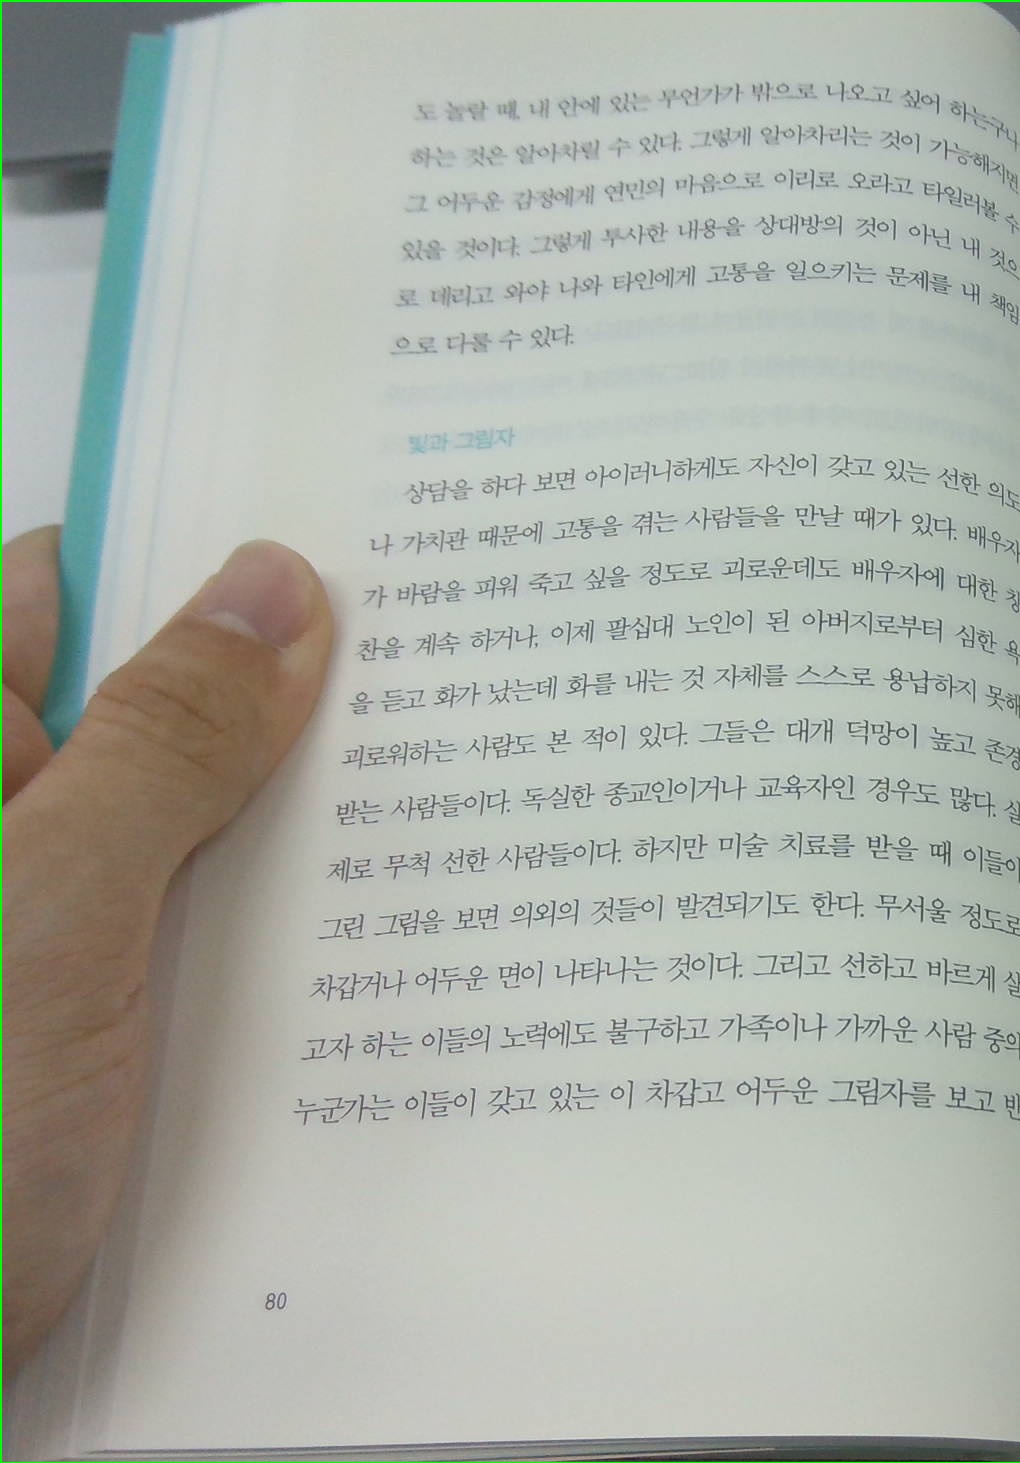 도 놀랄 때, 내 안에 있는 무언가가 밖으로 나오고 싶어 하는구나
하는 것은 알아차릴 수 있다. 그렇게 알아차리는 것이 가능해지면
그 어두운 감정에게 연민의 마음으로 이리로 오라고 타일러볼 수
있을 것이다. 그렇게 투사한 내용을 상대방의 것이 아닌 내 것으
로 데리고 와야 나와 타인에게 고통을 일으키는 문제를 내 책임
으로 다룰 수 있다.
빛과 그림자
상담을 하다 보면 아이러니하게도 자신이 갖고 있는 선한 의도
나 가치관 때문에 고통을 겪는 사람들을 만날 때가 있다. 배우자
가 바람을 피워 죽고 싶을 정도로 괴로운데도 배우자에 대한 칭
찬을 계속 하거나, 이제 팔십대 노인이 된 아버지로부터 심한 욕
을 듣고 화가 났는데 화를 내는 것 자체를 스스로 용납하지 못해
괴로워하는 사람도 본 적이 있다. 그들은 대개 덕망이 높고 존경
받는 사람들이다. 독실한 종교인이거나 교육자인 경우도 많다. 실
제로 무척 선한 사람들이다. 하지만 미술 치료를 받을 때 이들이
그린 그림을 보면 의외의 것들이 발견되기도 한다. 무서울 정도로
차갑거나 어두운 면이 나타나는 것이다. 그리고 선하고 바르게 살
고자 하는 이들의 노력에도 불구하고 가족이나 가까운 사람 중의
누군가는 이들이 갖고 있는 이 차갑고 어두운 그림자를 보고 반
80